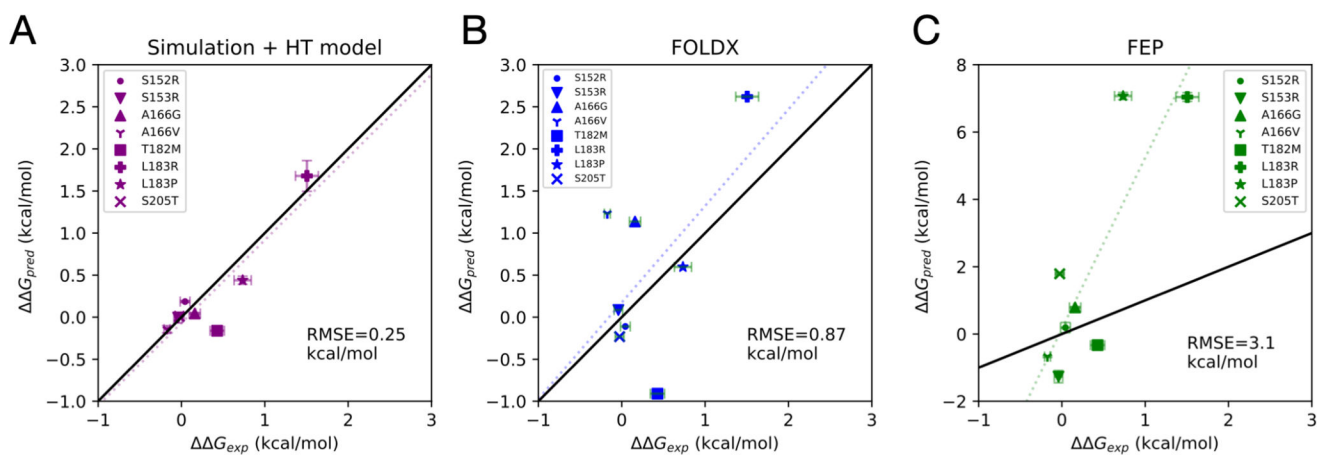 A
Simulation + HT model
3.0
2.5
2.0
1.5
1.0
0.5
0.0
−0.5
−1.0
ΔΔG_pred (kcal/mol)
S152R
S153R
A166G
A166V
T182M
L183R
L183P
S205T
RMSE=0.25
kcal/mol
−1 0 1 2 3
ΔΔG_exp (kcal/mol)
B
FOLDX
3.0
2.5
2.0
1.5
1.0
0.5
0.0
−0.5
−1.0
ΔΔG_pred (kcal/mol)
S152R
S153R
A166G
A166V
T182M
L183R
L183P
S205T
RMSE=0.87
kcal/mol
−1 0 1 2 3
ΔΔG_exp (kcal/mol)
C
FEP
8
6
4
2
0
−2
ΔΔG_pred (kcal/mol)
S152R
S153R
A166G
A166V
T182M
L183R
L183P
S205T
RMSE=3.1
kcal/mol
−1 0 1 2 3
ΔΔG_exp (kcal/mol)